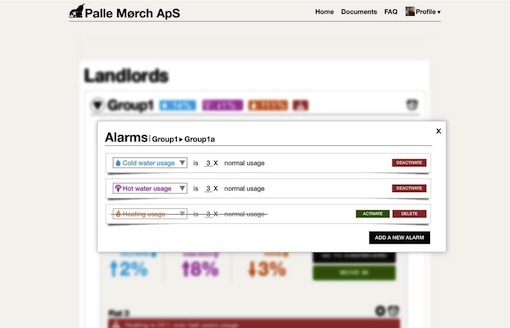 Palle Mørch ApS
Home Documents FAQ Profile ▾
Landlords
Group1
Alarms | Group1 ▸ Group1a X
Cold water usage ▼ is 3 X normal usage DEACTIVATE
Hot water usage ▼ is 3 X normal usage DEACTIVATE
Heating usage ▼ is 3 X normal usage ACTIVATE DELETE
ADD A NEW ALARM
↑2% ↑8% ↓3% MOVE IN